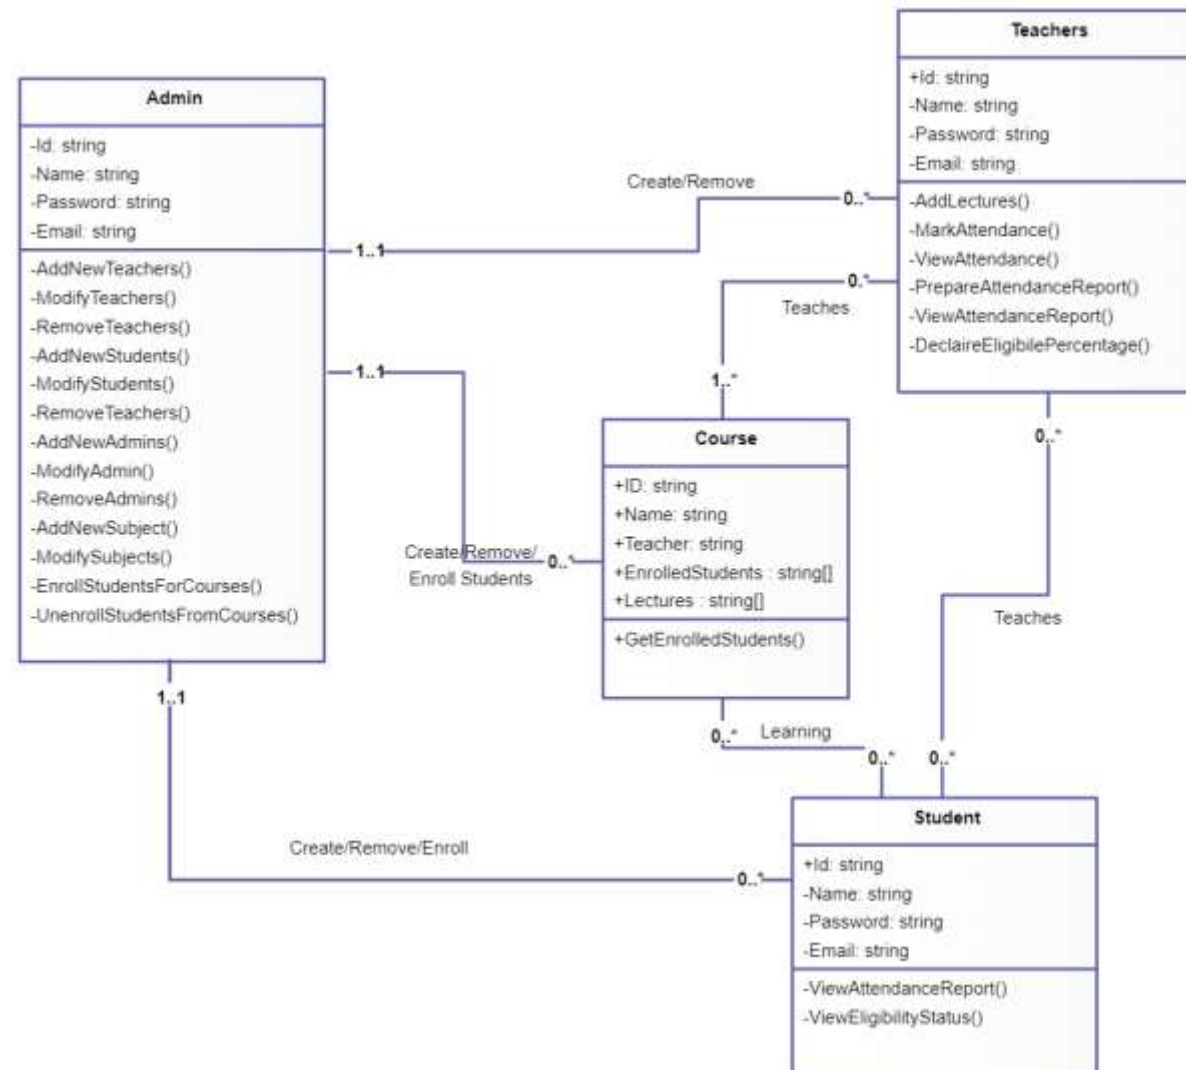 Teachers
+Id: string
-Name: string
-Password: string
-Email: string
-AddLectures()
-MarkAttendance()
-ViewAttendance()
-PrepareAttendanceReport()
-ViewAttendanceReport()
-DeclaireEligibilePercentage()
Admin
-Id: string
-Name: string
-Password: string
-Email: string
-AddNewTeachers()
-ModifyTeachers()
-RemoveTeachers()
-AddNewStudents()
-ModifyStudents()
-RemoveTeachers()
-AddNewAdmins()
-ModifyAdmin()
-RemoveAdmins()
-AddNewSubject()
-ModifySubjects()
-EnrollStudentsForCourses()
-UnenrollStudentsFromCourses()
Create/Remove
0..*
1..1
0..*
Teaches
1..*
1..1
Create/Remove/
Enroll Students
0..*
Course
+ID: string
+Name: string
+Teacher: string
+EnrolledStudents : string[]
+Lectures : string[]
+GetEnrolledStudents()
0..*
Teaches
0..*
0..*
Learning
0..*
1..1
Create/Remove/Enroll
0..*
Student
+Id: string
-Name: string
-Password: string
-Email: string
-ViewAttendanceReport()
-ViewEligibilityStatus()